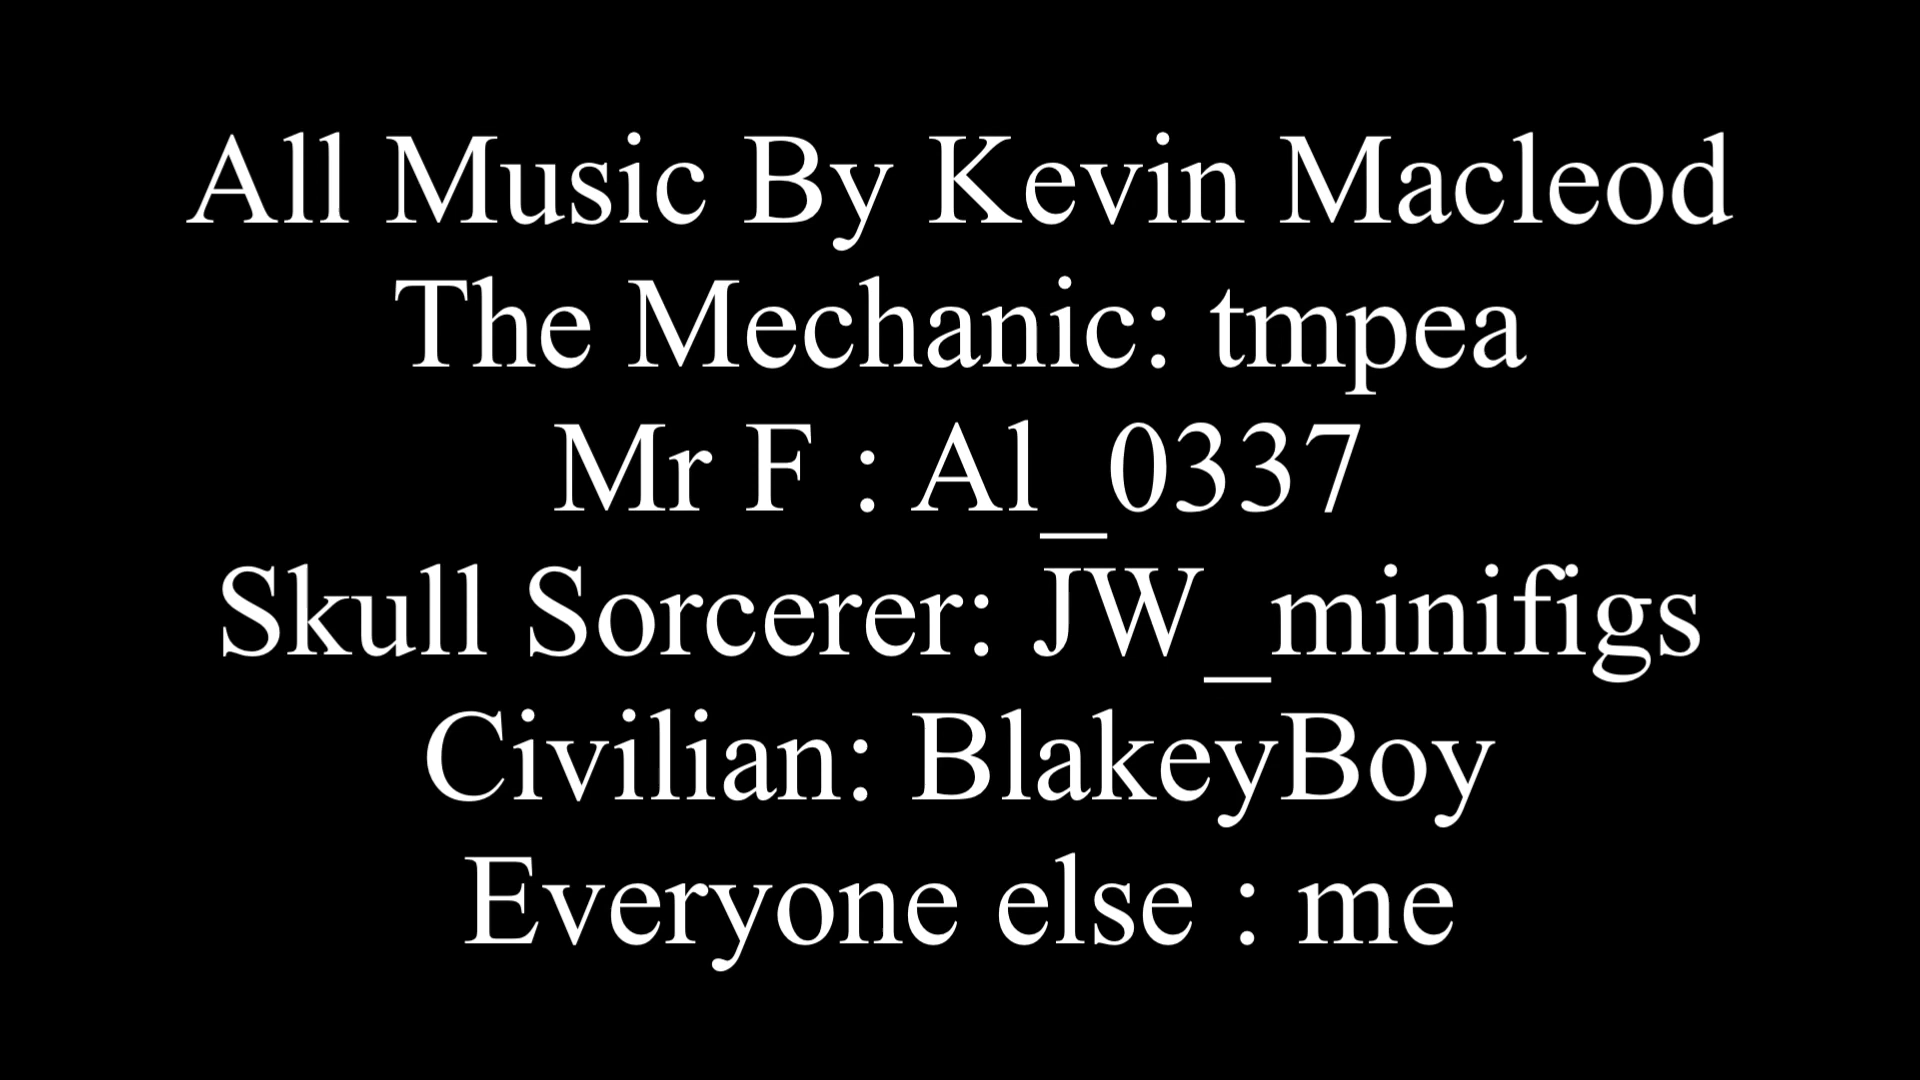 All Music By Kevin Macleod
The Mechanic: tmpea
Mr F : Al_0337
Skull Sorcerer: JW_minifigs
Civilian: BlakeyBoy
Everyone else : me